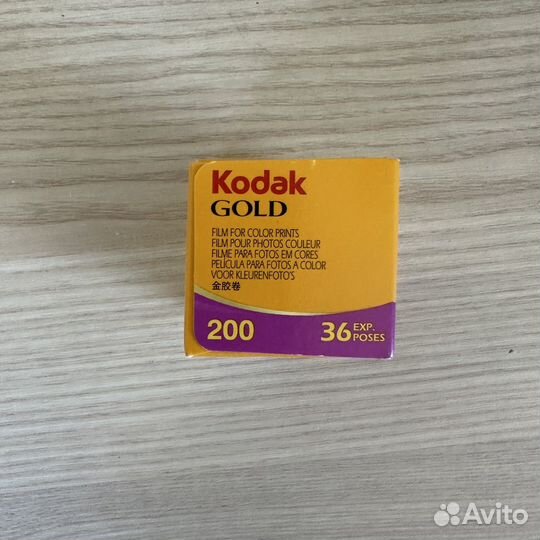 Kodak
GOLD
FILM FOR COLOR PRINTS
FILM POUR PHOTOS COULEUR
FILME PARA FOTOS EM CORES
PELÍCULA PARA FOTOS A COLOR
VOOR KLEURENFOTO'S
金胶卷
200
36 EXP.
POSES
Avito